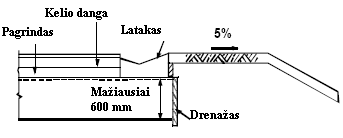 Kelio danga
Latakas
5%
Pagrindas
Mažiausiai
600 mm
Drenažas